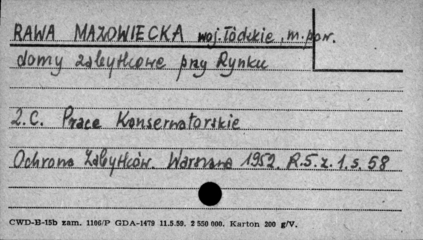 RAWA MAZOWIECKA woj. łódzkie, m. pow.
domy zabytkowe przy Rynku
2.C. Prace Konserwatorskie
Ochrona Zabytków. Warszawa 1952. R.5. z.1. s. 58
CWD-B-15b zam. 1106/P GDA-1479 11.5.59. 2 550 000. Karton 200 g/V.